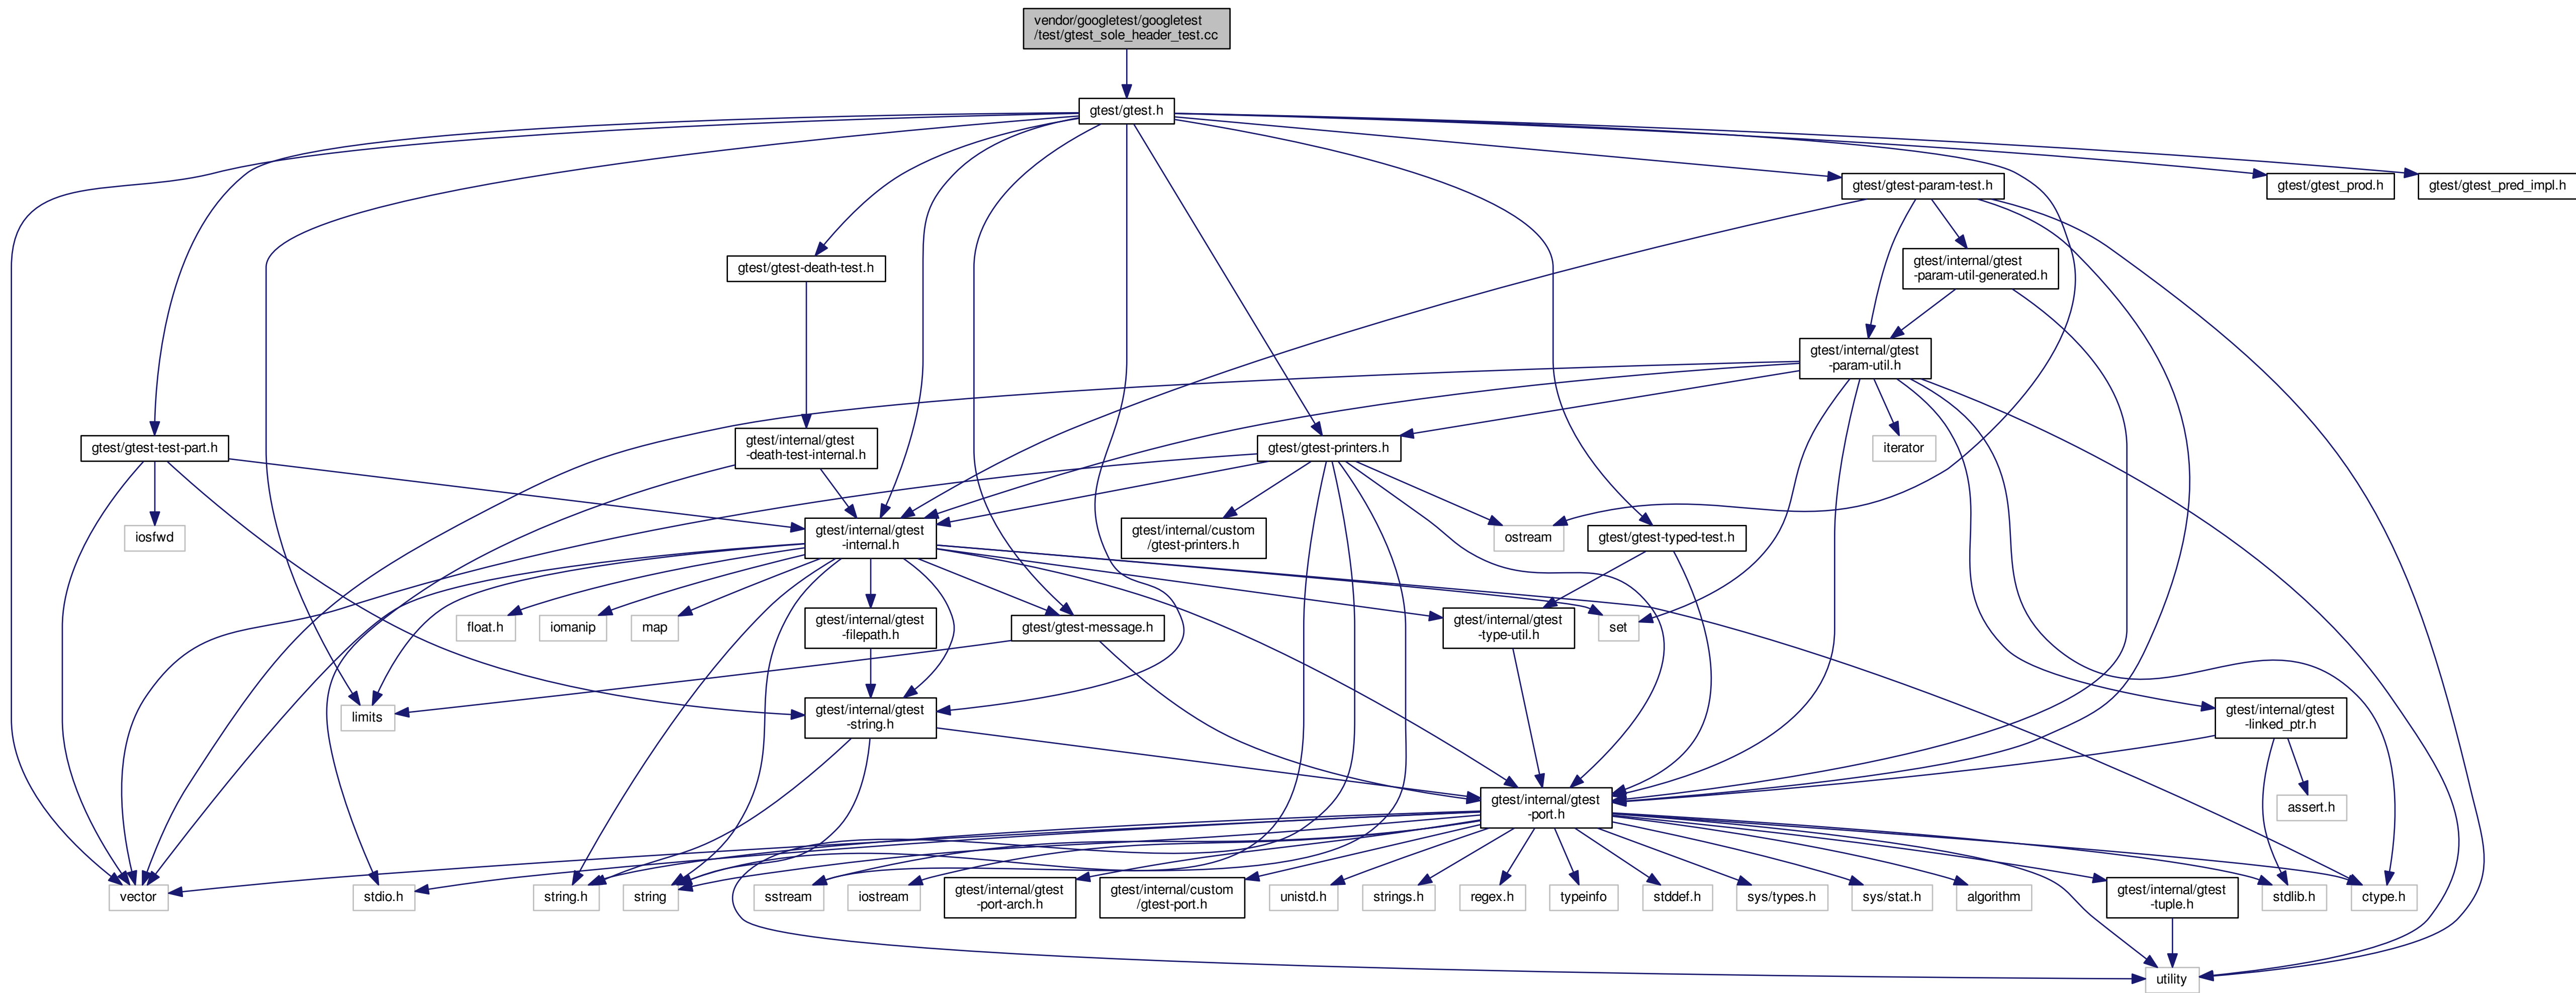 vendor/googletest/googletest
/test/gtest_sole_header_test.cc
gtest/gtest.h
gtest/gtest-param-test.h
gtest/gtest_prod.h
gtest/gtest_pred_impl.h
gtest/gtest-death-test.h
gtest/internal/gtest
-param-util-generated.h
gtest/internal/gtest
-param-util.h
gtest/gtest-test-part.h
gtest/internal/gtest
-death-test-internal.h
gtest/gtest-printers.h
iterator
iosfwd
gtest/internal/gtest
-internal.h
gtest/internal/custom
/gtest-printers.h
ostream
gtest/gtest-typed-test.h
float.h
iomanip
map
gtest/internal/gtest
-filepath.h
gtest/gtest-message.h
gtest/internal/gtest
-type-util.h
set
limits
gtest/internal/gtest
-string.h
gtest/internal/gtest
-linked_ptr.h
gtest/internal/gtest
-port.h
assert.h
vector
stdio.h
string.h
string
sstream
iostream
gtest/internal/gtest
-port-arch.h
gtest/internal/custom
/gtest-port.h
unistd.h
strings.h
regex.h
typeinfo
stddef.h
sys/types.h
sys/stat.h
algorithm
gtest/internal/gtest
-tuple.h
stdlib.h
ctype.h
utility